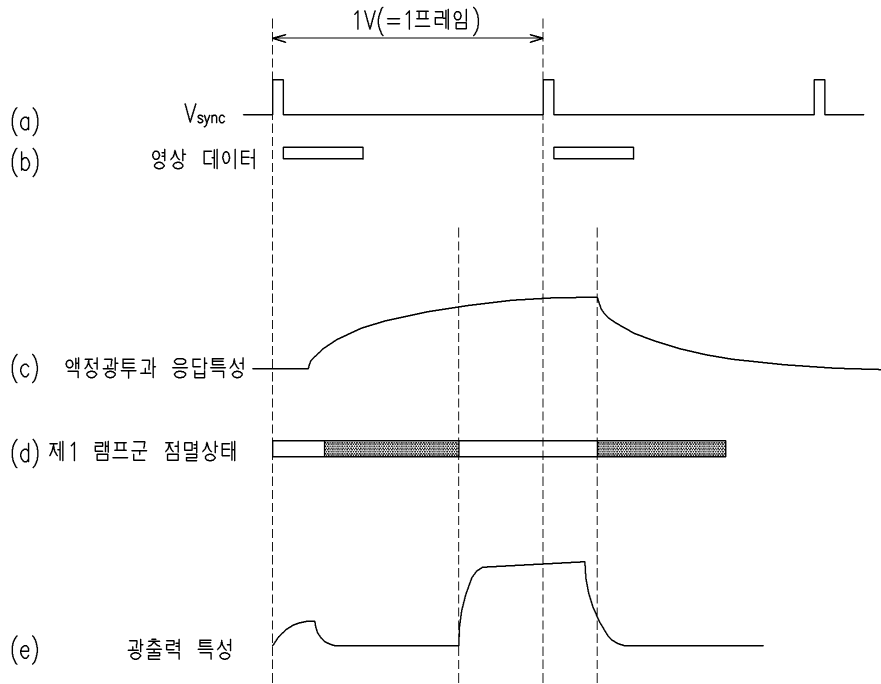 1V(=1프레임)
(a) Vsync
(b) 영상 데이터
(c) 액정광투과 응답특성
(d) 제1 램프군 점멸상태
(e) 광출력 특성